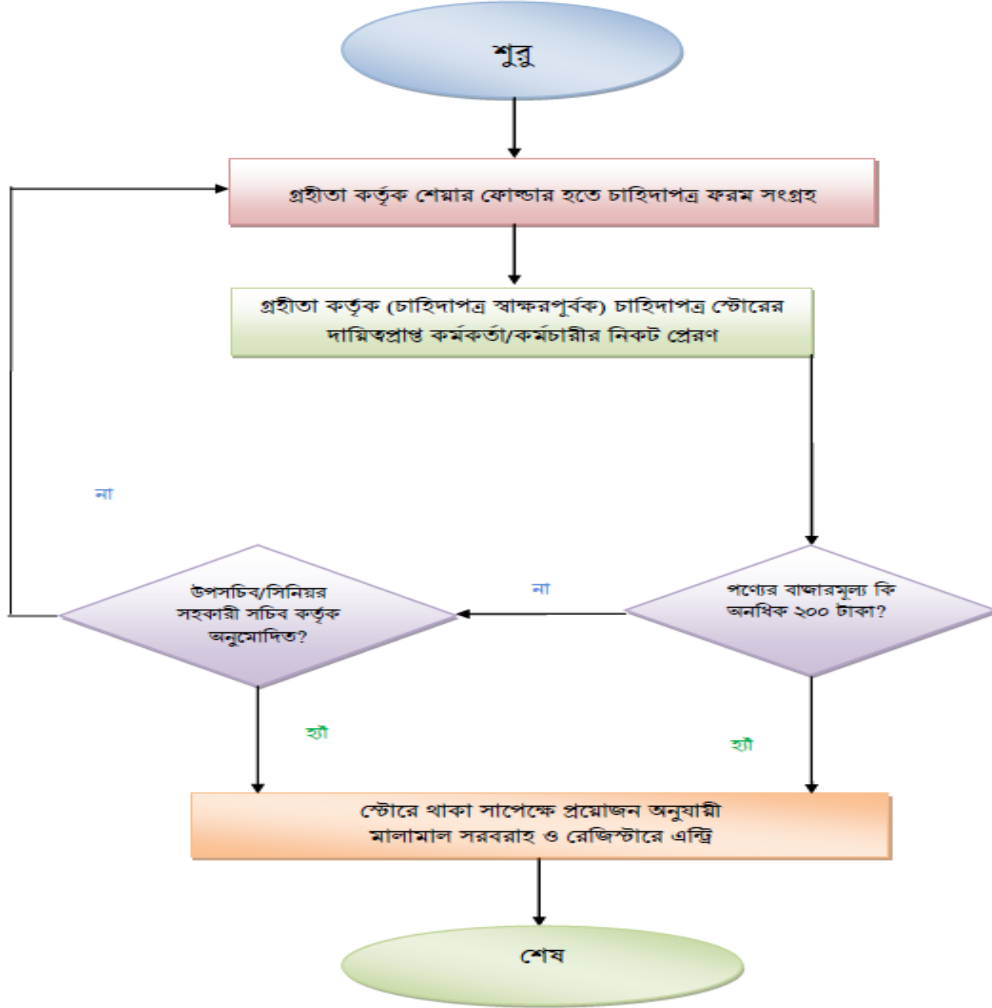 শুরু
গ্রহীতা কর্তৃক শেয়ার ফোল্ডার হতে চাহিদাপত্র ফরম সংগ্রহ
গ্রহীতা কর্তৃক (চাহিদাপত্র স্বাক্ষরপূর্বক) চাহিদাপত্র স্টোরের
দায়িত্বপ্রাপ্ত কর্মকর্তা/কর্মচারীর নিকট প্রেরণ
না
উপসচিব/সিনিয়র
সহকারী সচিব কর্তৃক
অনুমোদিত?
না
পণ্যের বাজারমূল্য কি
অনধিক ২০০ টাকা?
হ্যাঁ
হ্যাঁ
স্টোরে থাকা সাপেক্ষে প্রয়োজন অনুযায়ী
মালামাল সরবরাহ ও রেজিস্টারে এন্ট্রি
শেষ